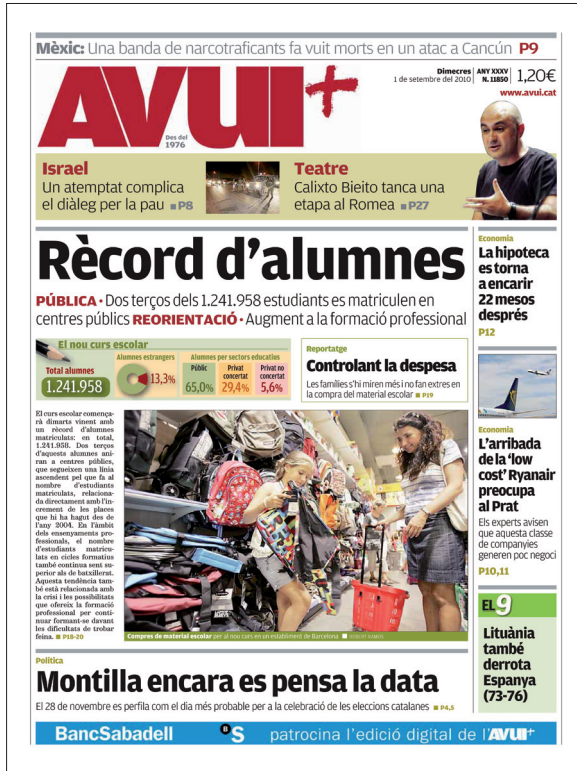 Mèxic: Una banda de narcotraficants fa vuit morts en un atac a Cancún P9
AVUI+
Des del
1976
Dimecres
1 de setembre del 2010
ANY XXXV
N. 11850
1,20€
www.avui.cat
Israel
Un atemptat complica
el diàleg per la pau P8
Teatre
Calixto Bieito tanca una
etapa al Romea P27
Rècord d'alumnes
PÚBLICA · Dos terços dels 1.241.958 estudiants es matriculen en
centres públics REORIENTACIÓ · Augment a la formació professional
El nou curs escolar
Total alumnes
1.241.958
Alumnes estrangers
13,3%
Alumnes per sectors educatius
Públic
65,0%
Privat
concertat
29,4%
Privat no
concertat
5,6%
Reportatge
Controlant la despesa
Les famílies s'hi miren més i no fan extres en
la compra del material escolar P19
El curs escolar comença-
rà dimarts vinent amb
un rècord d'alumnes
matriculats: en total,
1.241.958. Dos terços
d'aquests alumnes ani-
ran a centres públics,
que segueixen una línia
ascendent pel que fa al
nombre d'estudiants
matriculats, relaciona-
da directament amb l'in-
crement de les places
que hi ha hagut des de
l'any 2004. En l'àmbit
dels ensenyaments pro-
fessionals, el nombre
d'estudiants matricu-
lats en cicles formatius
també continua sent su-
perior als de batxillerat.
Aquesta tendència tam-
bé està relacionada amb
la crisi i les possibilitats
que ofereix la formació
professional per conti-
nuar formant-se davant
les dificultats de trobar
feina. P18-20
Compres de material escolar per al nou curs en un establiment de Barcelona ROBERT RAMOS
Economia
La hipoteca
es torna
a encarir
22 mesos
després
P12
Economia
L'arribada
de la 'low
cost' Ryanair
preocupa
al Prat
Els experts avisen
que aquesta classe
de companyies
generen poc negoci
P10,11
EL 9
Lituània
també
derrota
Espanya
(73-76)
Política
Montilla encara es pensa la data
El 28 de novembre es perfila com el dia més probable per a la celebració de les eleccions catalanes P4,5
BancSabadell
B
S
patrocina l'edició digital de l'AVUI+